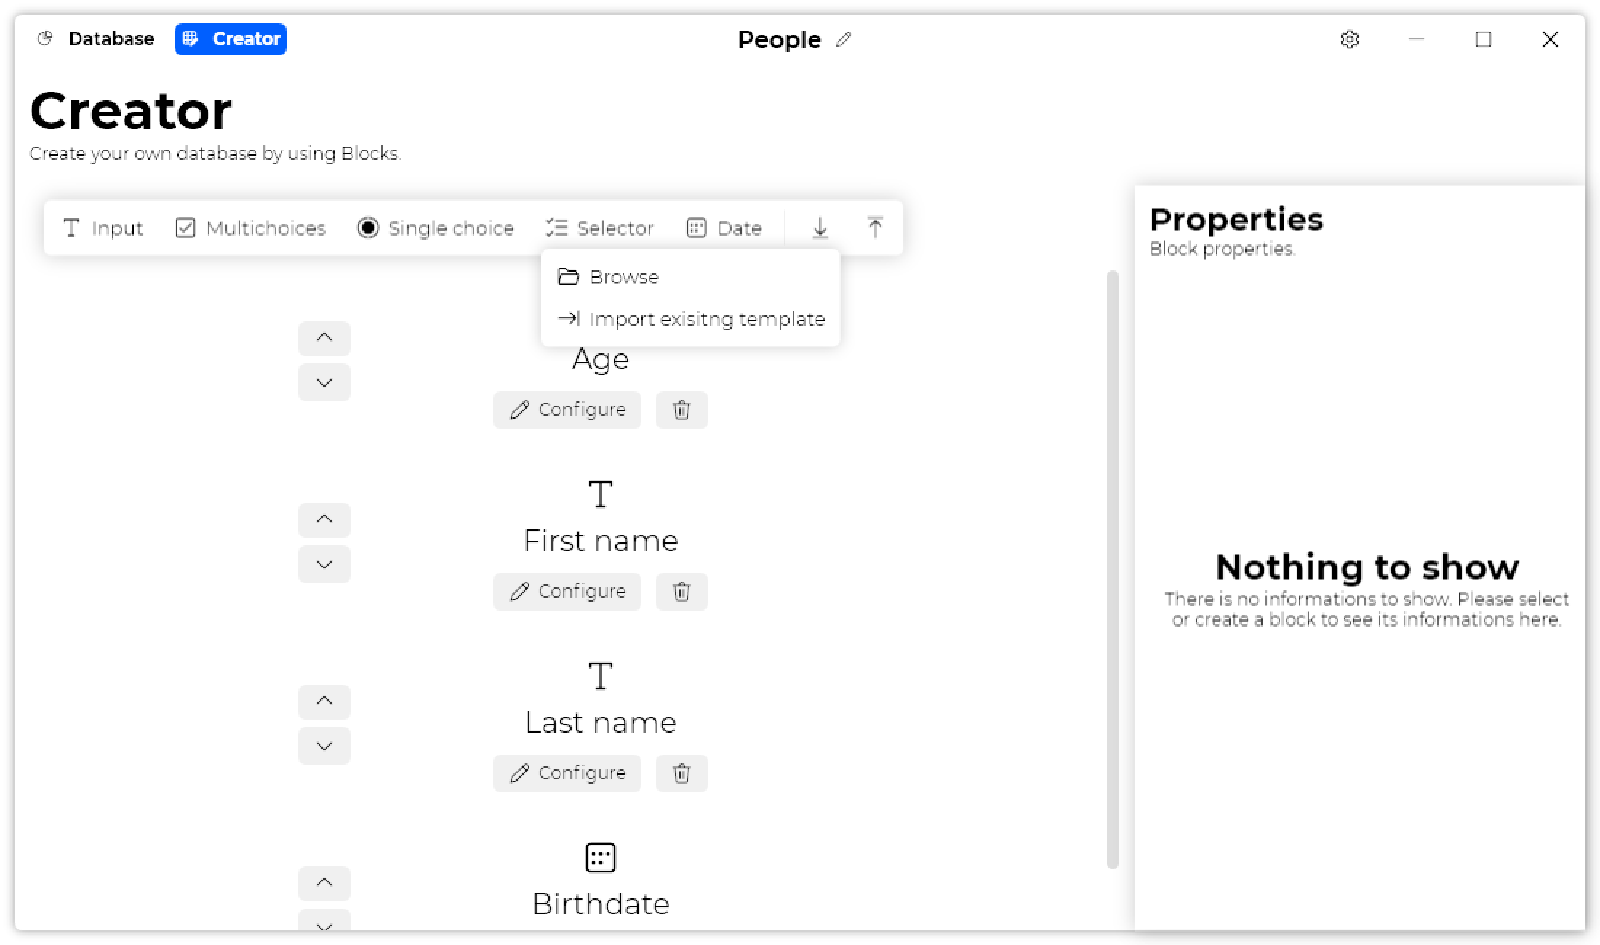 Database Creator People
Creator
Create your own database by using Blocks.
Input Multichoices Single choice Selector Date
Browse
Import exisitng template
Age
Configure
First name
Configure
Last name
Configure
Birthdate
Properties
Block properties.
Nothing to show
There is no informations to show. Please select
or create a block to see its informations here.